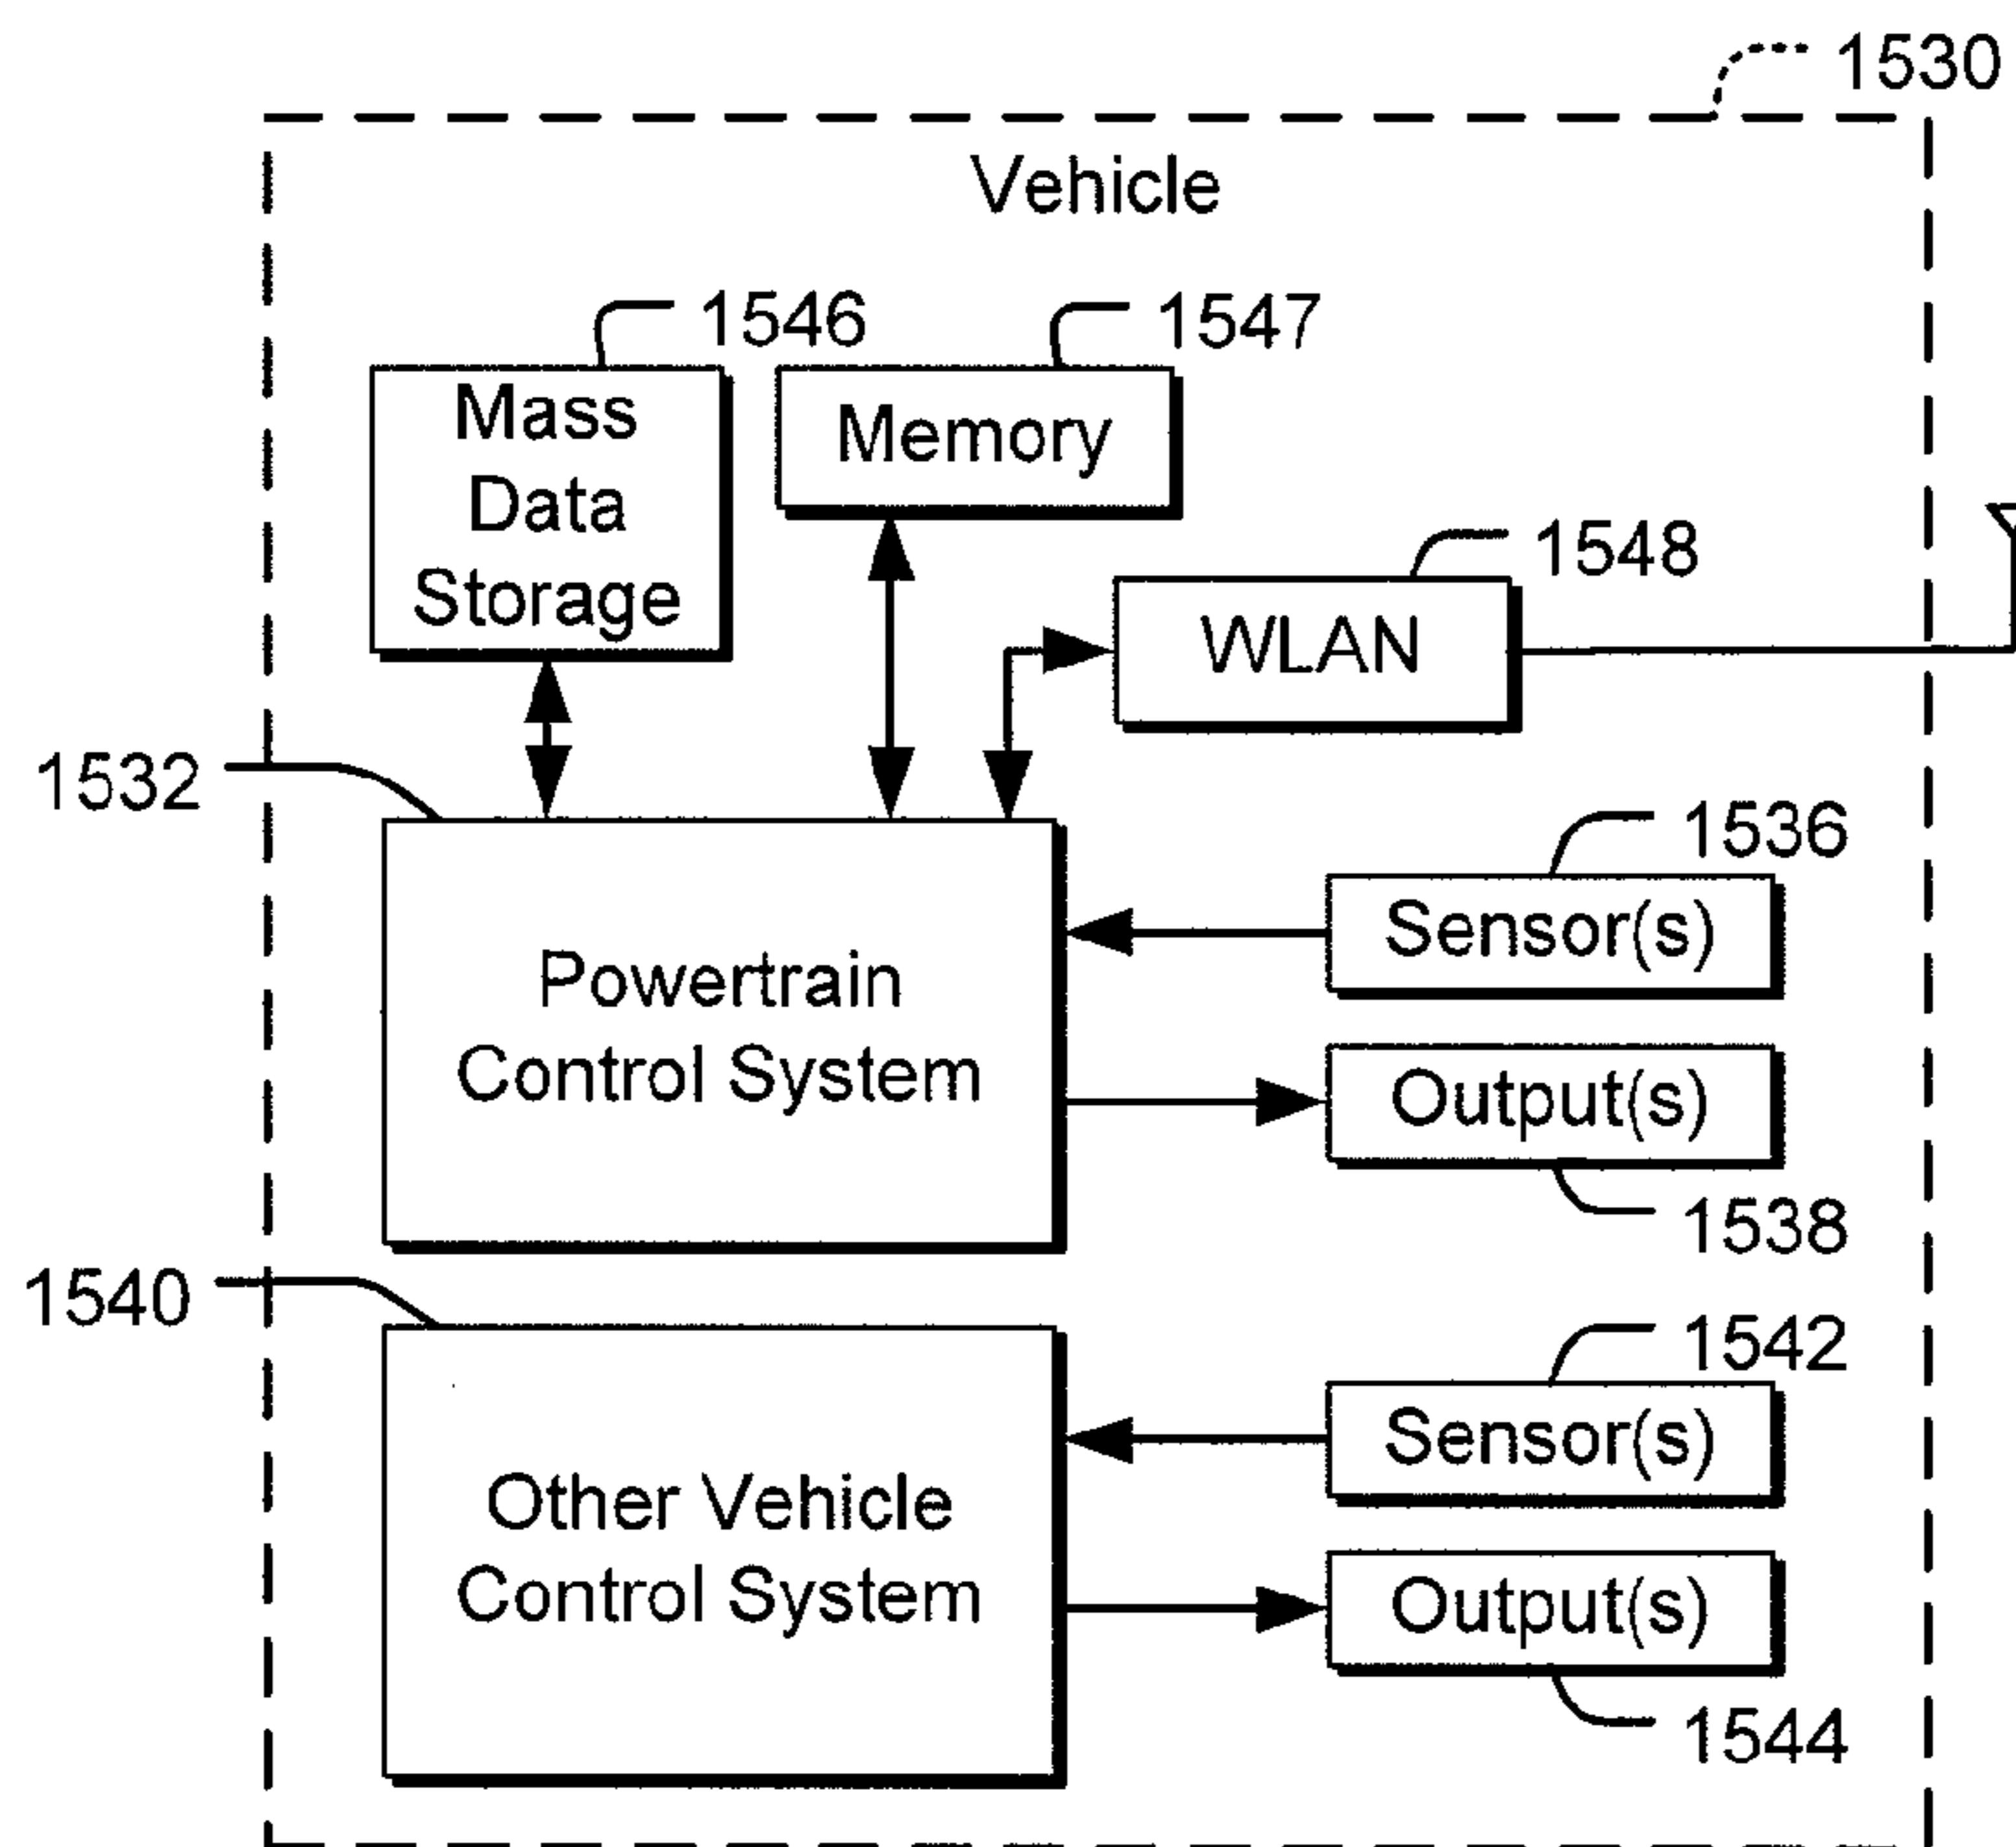 1530
Vehicle
1546
1547
Mass
Data
Storage
Memory
1548
WLAN
1532
1536
Sensor(s)
Powertrain
Control System
Output(s)
1538
1540
1542
Sensor(s)
Other Vehicle
Control System
Output(s)
1544